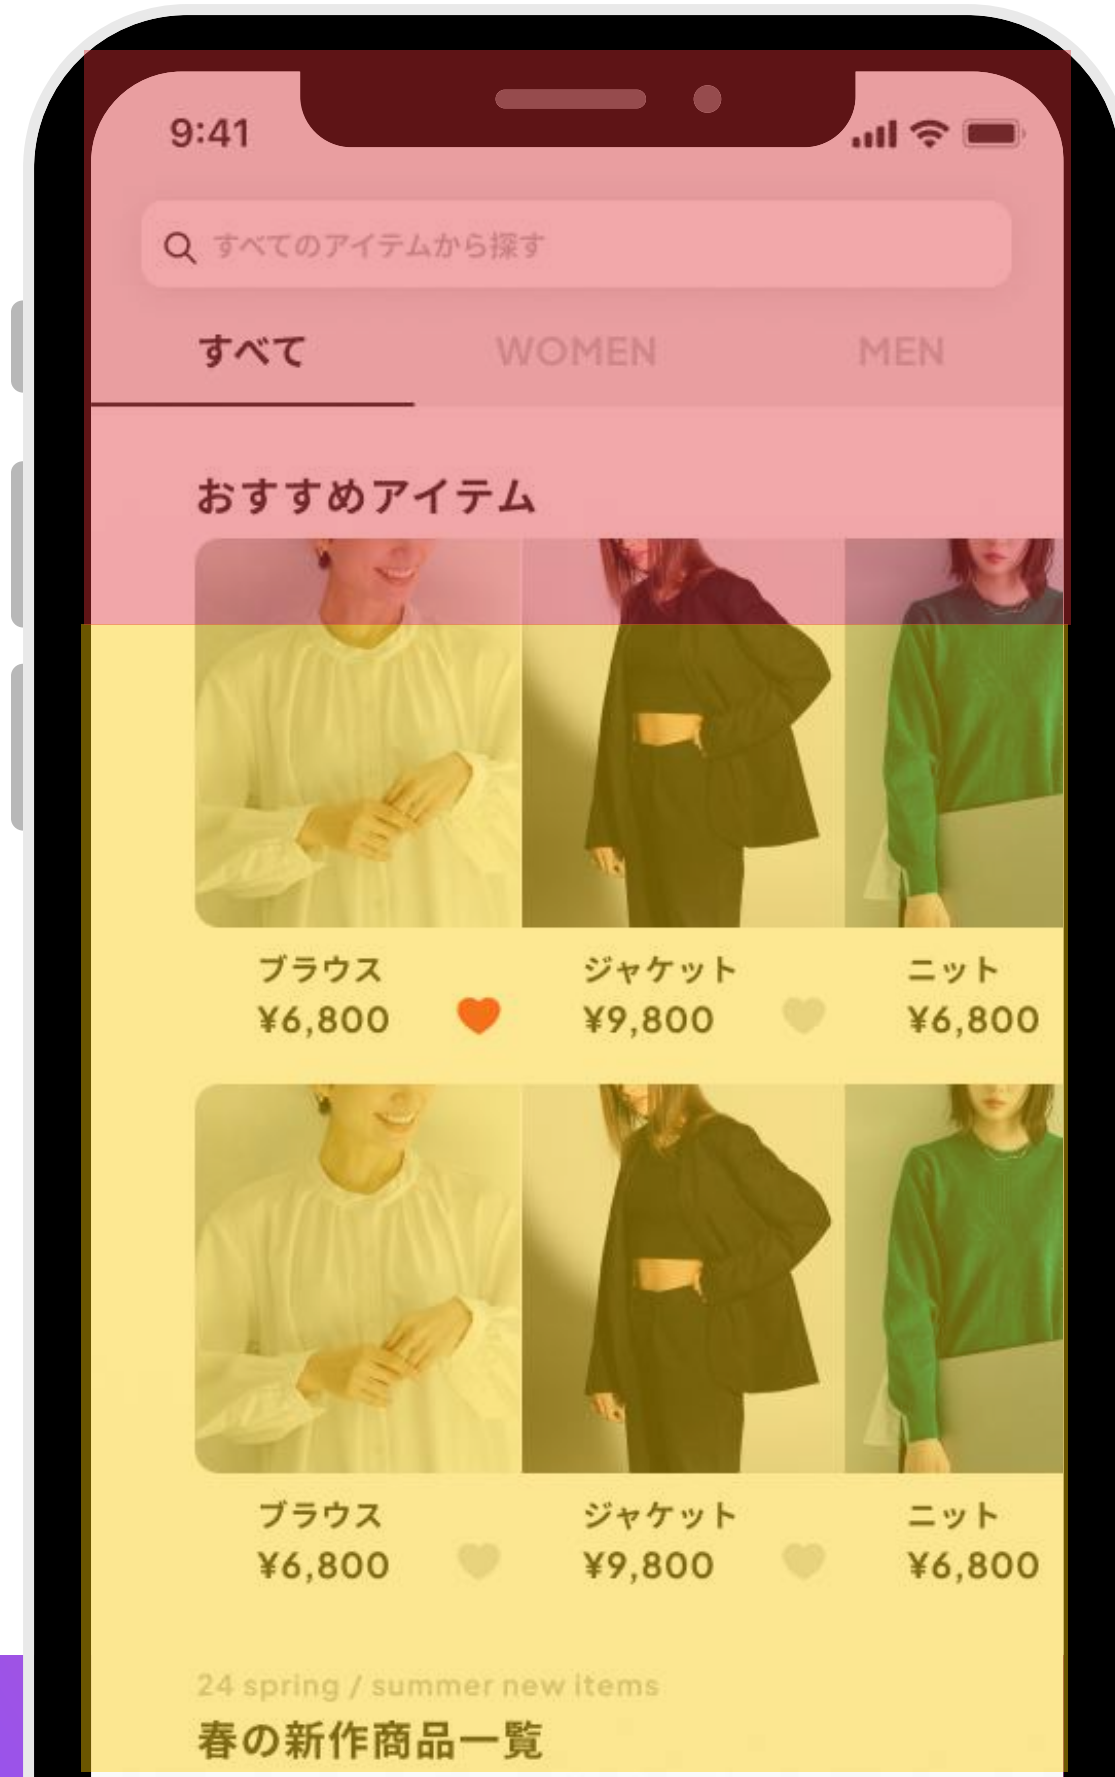 9:41
すべてのアイテムから探す
すべて WOMEN MEN
おすすめアイテム
ブラウス ジャケット ニット
¥6,800 ¥9,800 ¥6,800
ブラウス ジャケット ニット
¥6,800 ¥9,800 ¥6,800
24 spring / summer new items
春の新作商品一覧